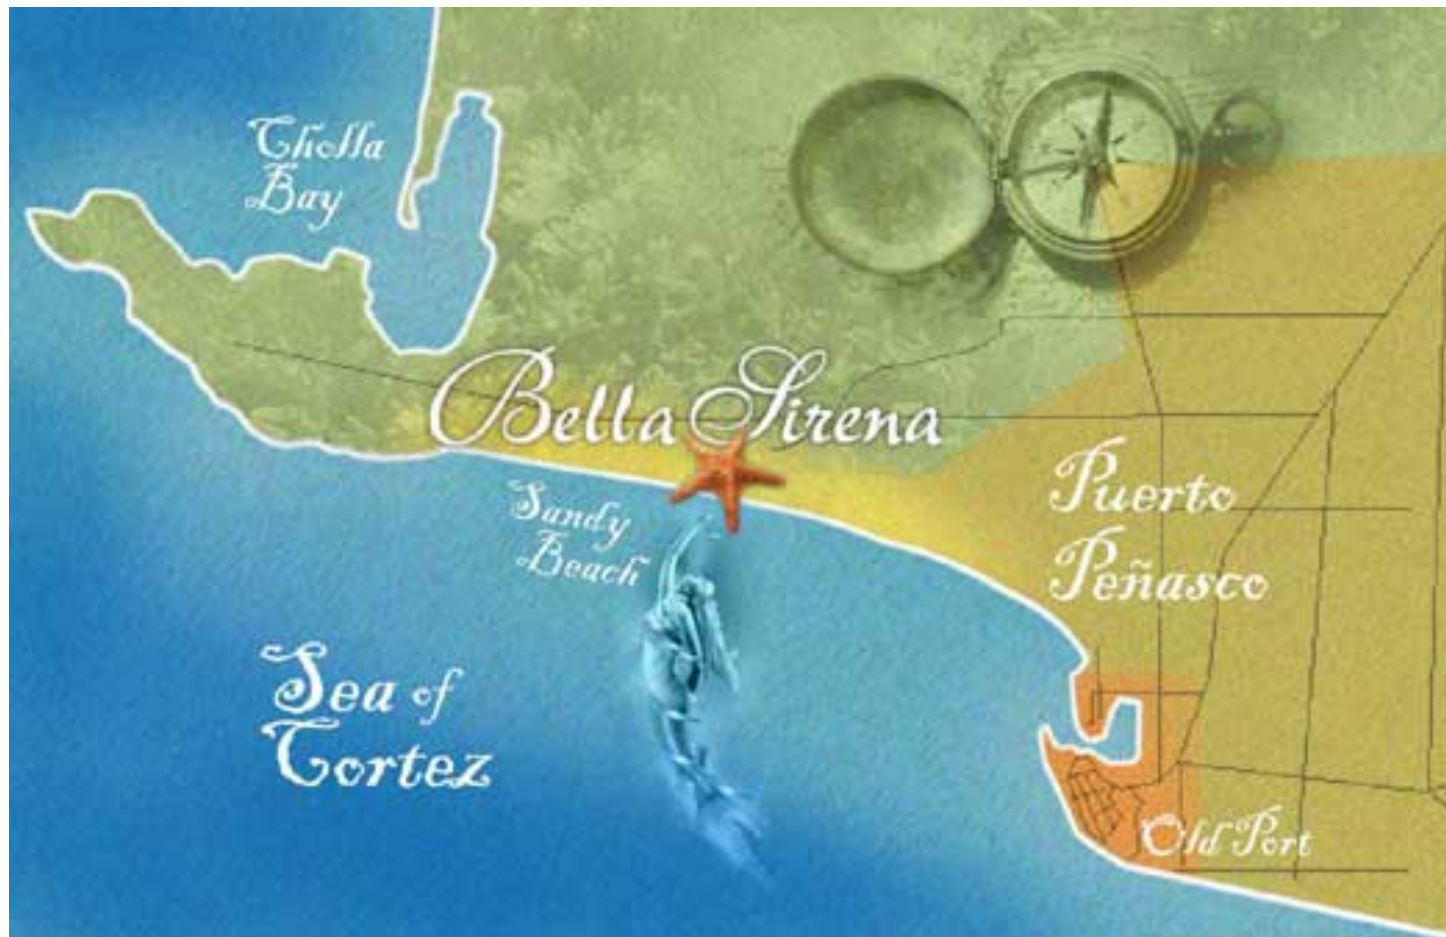 Cholla
Bay
Bella Sirena
Sandy
Beach
Puerto
Peñasco
Sea of
Cortez
Old Port